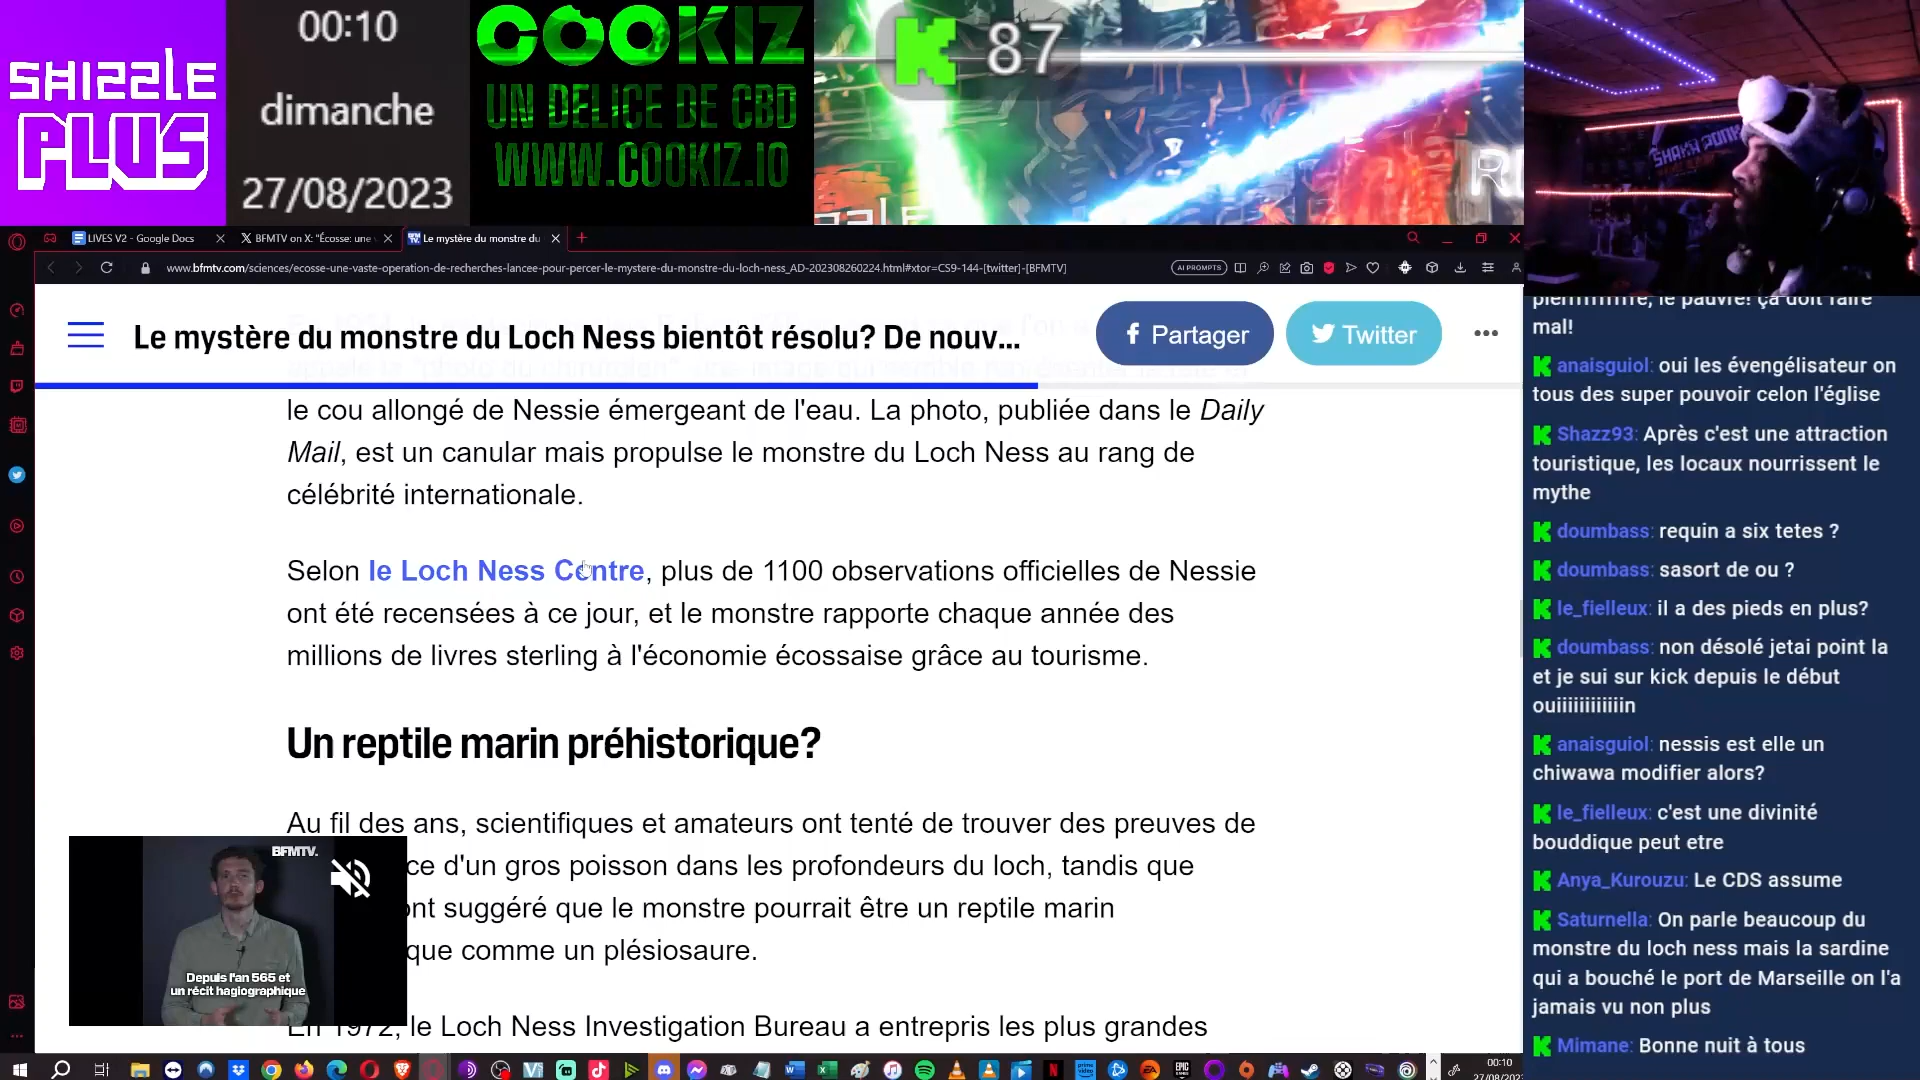 SHIZZLE
PLUS
00:10
dimanche
27/08/2023
COOKIZ
UN DELICE DE CBD
WWW.COOKIZ.IO
87
SHAKA PONK
LIVES V2 - Google Docs
BFMTV on X: "Écosse: une
Le mystère du monstre du
www.bfmtv.com/sciences/ecosse-une-vaste-operation-de-recherches-lancee-pour-percer-le-mystere-du-monstre-du-loch-ness_AD-202308260224.html#xtor=CS9-144-[twitter]-[BFMTV]
AI PROMPTS
Le mystère du monstre du Loch Ness bientôt résolu? De nouv...
Partager
Twitter
le cou allongé de Nessie émergeant de l'eau. La photo, publiée dans le Daily
Mail, est un canular mais propulse le monstre du Loch Ness au rang de
célébrité internationale.
Selon le Loch Ness Centre, plus de 1100 observations officielles de Nessie
ont été recensées à ce jour, et le monstre rapporte chaque année des
millions de livres sterling à l'économie écossaise grâce au tourisme.
Un reptile marin préhistorique?
Au fil des ans, scientifiques et amateurs ont tenté de trouver des preuves de
ce d'un gros poisson dans les profondeurs du loch, tandis que
ont suggéré que le monstre pourrait être un reptile marin
que comme un plésiosaure.
En 1972, le Loch Ness Investigation Bureau a entrepris les plus grandes
BFMTV.
Depuis l'an 565 et
un récit hagiographique
pierrrrrrrre, le pauvre! ça doit faire
mal!
anaisguiol: oui les évengélisateur on
tous des super pouvoir celon l'église
Shazz93: Après c'est une attraction
touristique, les locaux nourrissent le
mythe
doumbass: requin a six tetes ?
doumbass: sasort de ou ?
le_fielleux: il a des pieds en plus?
doumbass: non désolé jetai point la
et je sui sur kick depuis le début
ouiiiiiiiiiiiin
anaisguiol: nessis est elle un
chiwawa modifier alors?
le_fielleux: c'est une divinité
bouddique peut etre
Anya_Kurouzu: Le CDS assume
Saturnella: On parle beaucoup du
monstre du loch ness mais la sardine
qui a bouché le port de Marseille on l'a
jamais vu non plus
Mimane: Bonne nuit à tous
00:10
27/08/2023